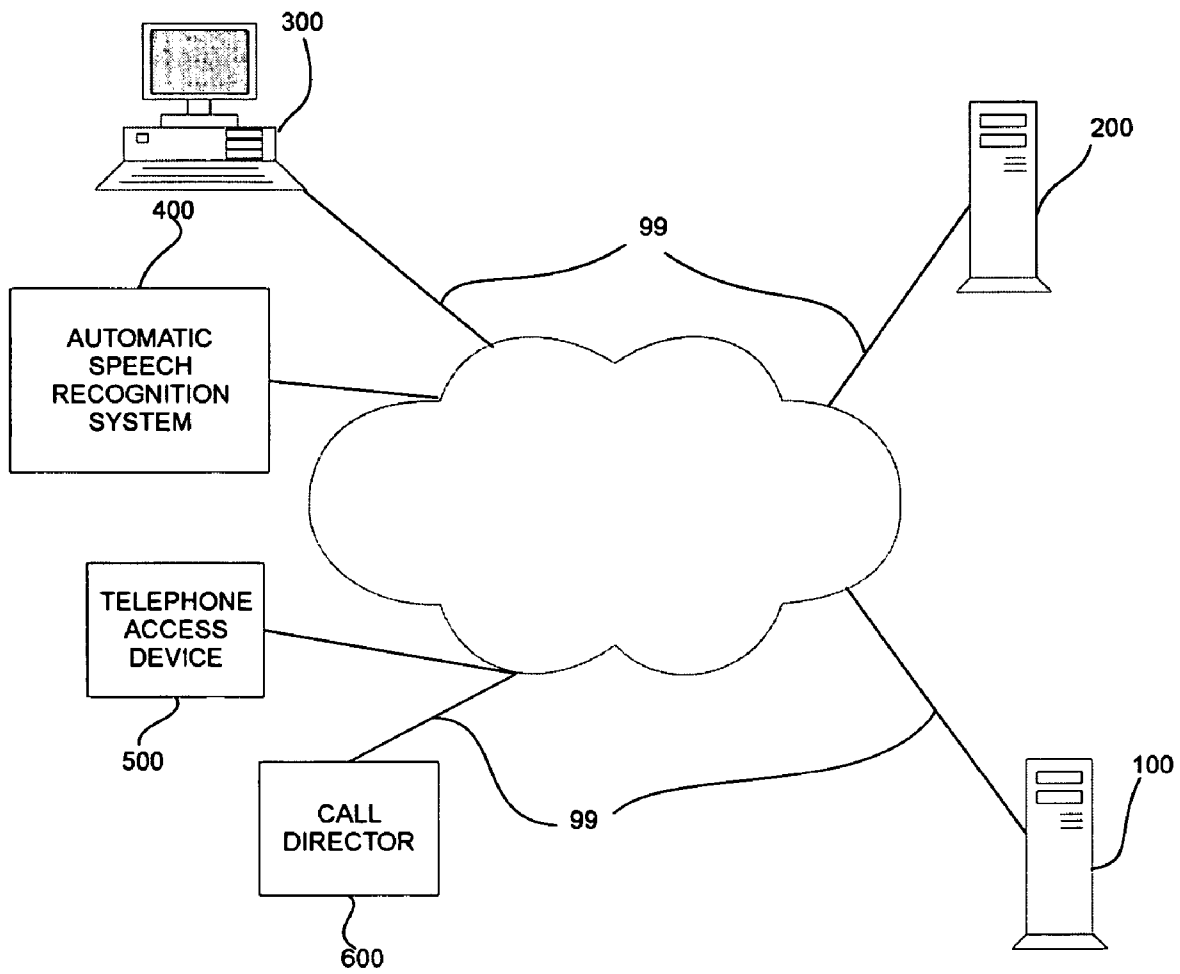 300
200
400
99
AUTOMATIC
SPEECH
RECOGNITION
SYSTEM
TELEPHONE
ACCESS
DEVICE
500
100
CALL
DIRECTOR
99
600